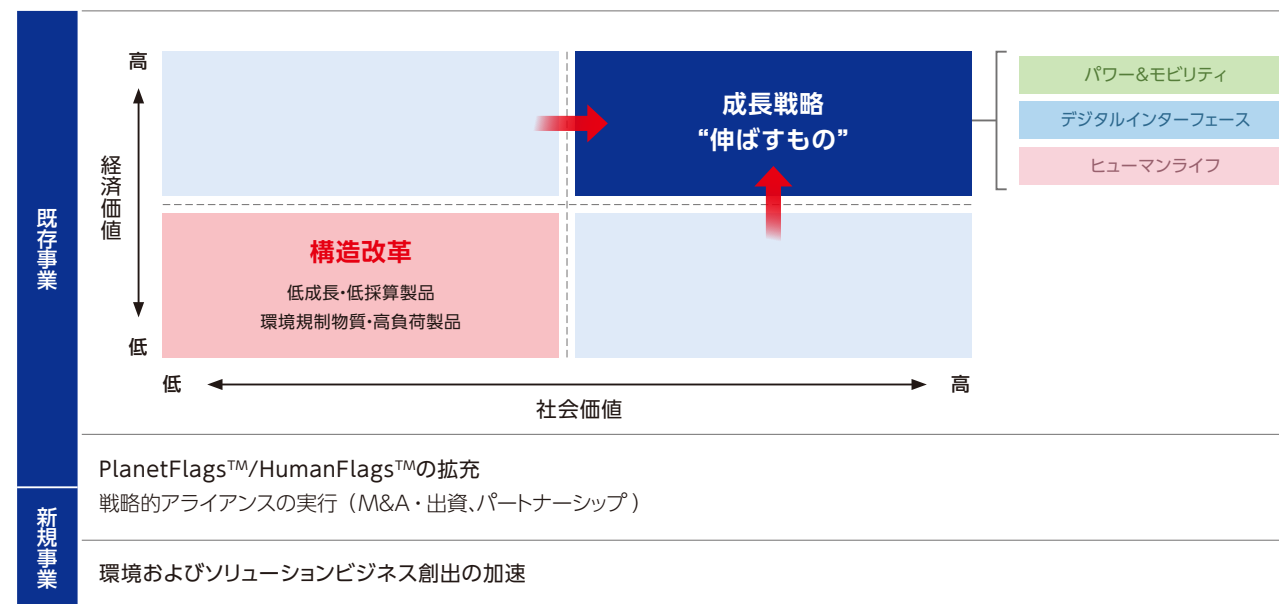 既存事業
高
経済価値
低
成長戦略
“伸ばすもの”
構造改革
低成長・低採算製品
環境規制物質・高負荷製品
低
高
社会価値
パワー&モビリティ
デジタルインターフェース
ヒューマンライフ
PlanetFlags™/HumanFlags™の拡充
戦略的アライアンスの実行（M&A・出資、パートナーシップ）
新規事業
環境およびソリューションビジネス創出の加速